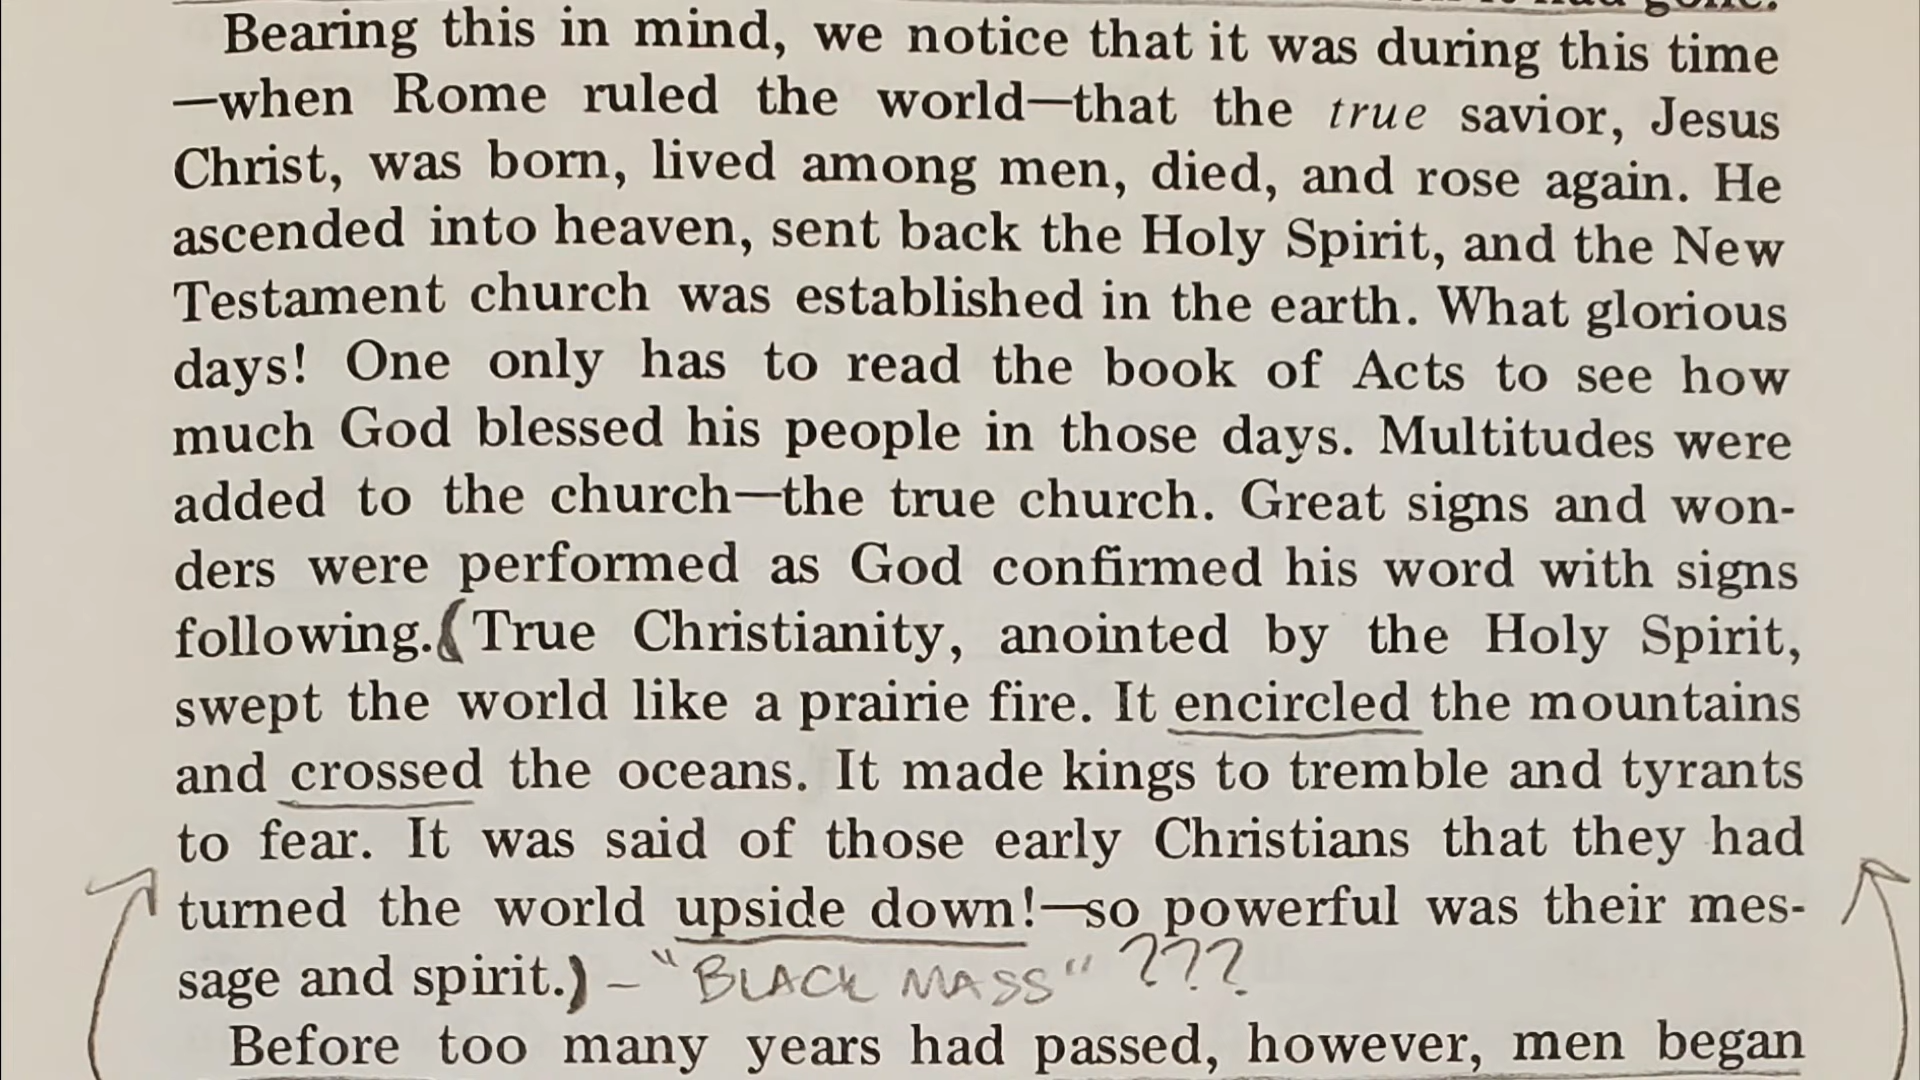 gone.
Bearing this in mind, we notice that it was during this time
—when Rome ruled the world—that the true savior, Jesus
Christ, was born, lived among men, died, and rose again. He
ascended into heaven, sent back the Holy Spirit, and the New
Testament church was established in the earth. What glorious
days! One only has to read the book of Acts to see how
much God blessed his people in those days. Multitudes were
added to the church—the true church. Great signs and won-
ders were performed as God confirmed his word with signs
following. (True Christianity, anointed by the Holy Spirit,
swept the world like a prairie fire. It encircled the mountains
and crossed the oceans. It made kings to tremble and tyrants
to fear. It was said of those early Christians that they had
turned the world upside down!—so powerful was their mes-
sage and spirit.) – "BLACK MASS" ???
Before too many years had passed, however, men began